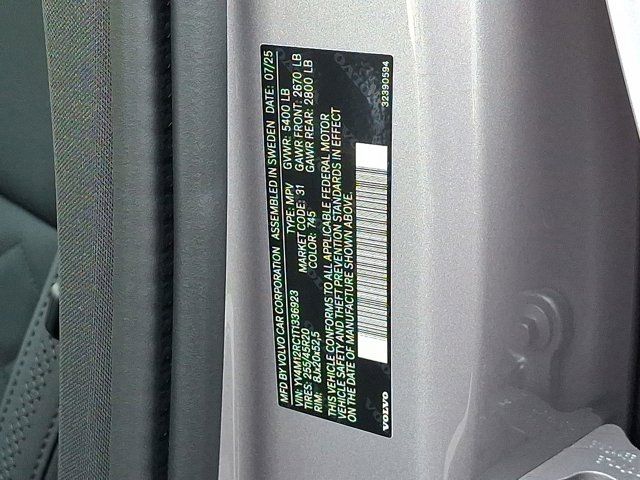 MFD BY VOLVO CAR CORPORATION ASSEMBLED IN SWEDEN DATE: 07/25
VIN: YV4M12RC1T1336923 TYPE: MPV GVWR: 5400 LB
TIRES: 255/45R20 MARKET CODE: 31 GAWR FRONT: 2670 LB
RIM: 8Jx20x52,5 COLOR: 745 GAWR REAR: 2800 LB
THIS VEHICLE CONFORMS TO ALL APPLICABLE FEDERAL MOTOR
VEHICLE SAFETY AND THEFT PREVENTION STANDARDS IN EFFECT
ON THE DATE OF MANUFACTURE SHOWN ABOVE.
VOLVO 32390594